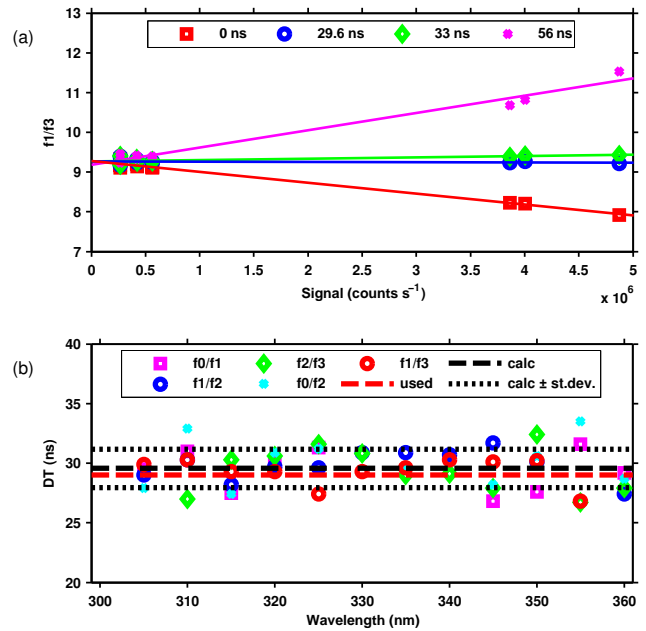 (a)
0 ns 29.6 ns 33 ns 56 ns
f1/f3
13
12
11
10
9
8
7
0 0.5 1 1.5 2 2.5 3 3.5 4 4.5 5
Signal (counts s⁻¹)
x 10⁶
(b)
f0/f1 f2/f3 f1/f3 calc
f1/f2 f0/f2 used calc ± st.dev.
DT (ns)
40
35
30
25
20
300 310 320 330 340 350 360
Wavelength (nm)